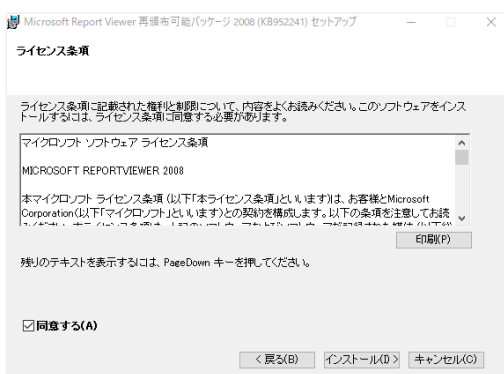 Microsoft Report Viewer 再頒布可能パッケージ 2008 (KB952241) セットアップ
ライセンス条項
ライセンス条項に記載された権利と制限について、内容をよくお読みください。このソフトウェアをインス
トールするには、ライセンス条項に同意する必要があります。
マイクロソフト ソフトウェア ライセンス条項
MICROSOFT REPORTVIEWER 2008
本マイクロソフト ライセンス条項 (以下「本ライセンス条項」といいます)は、お客様とMicrosoft
Corporation(以下「マイクロソフト」といいます)との契約を構成します。以下の条項を注意してお読
印刷(P)
残りのテキストを表示するには、PageDown キーを押してください。
同意する(A)
< 戻る(B) インストール(I) > キャンセル(C)